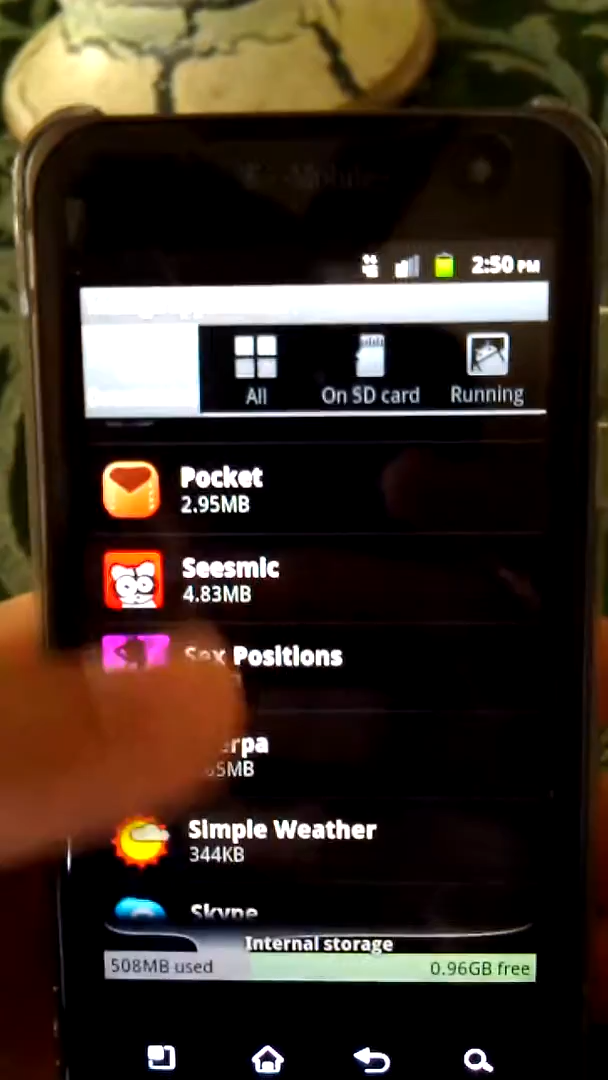 2:50 PM
All
On SD card
Running
Pocket
2.95MB
Seesmic
4.83MB
Sex Positions
Simple Weather
344KB
Skype
Internal storage
508MB used
0.96GB free